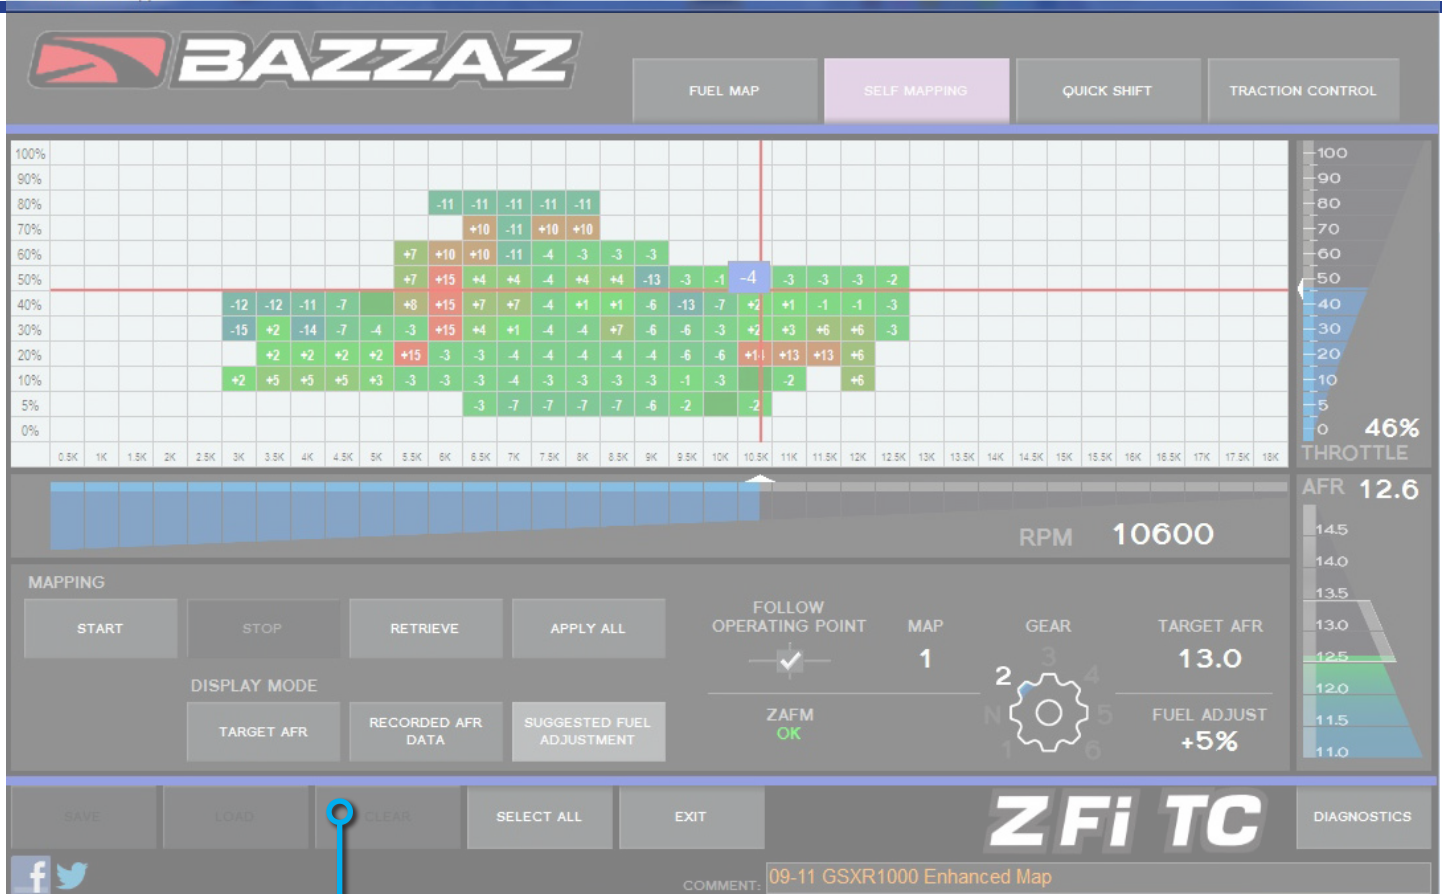 BAZZAZ
FUEL MAP SELF MAPPING QUICK SHIFT TRACTION CONTROL
100%
90%
80% -11 -11 -11 -11 -11
70% +10 -11 +10 +10
60% +7 +10 +10 -11 -4 -3 -3 -3
50% +7 +15 +4 +4 -4 +4 +4 -13 -3 -1 -4 -3 -3 -3 -2
40% -12 -12 -11 -7 +8 +15 +7 +7 -4 +1 +1 -6 -13 -7 +2 +1 -1 -1 -3
30% -15 +2 -14 -7 -4 -3 +15 +4 +1 -4 -4 +7 -6 -6 -3 +2 +3 +6 +6 -3
20% +2 +2 +2 +2 +15 -3 -3 -4 -4 -4 -4 -4 -6 -6 +14 +13 +13 +6
10% +2 +5 +5 +5 +3 -3 -3 -3 -4 -3 -3 -3 -3 -1 -3 -2 +6
5% -3 -7 -7 -7 -7 -6 -2 -2
0%
0.5K 1K 1.5K 2K 2.5K 3K 3.5K 4K 4.5K 5K 5.5K 6K 6.5K 7K 7.5K 8K 8.5K 9K 9.5K 10K 10.5K 11K 11.5K 12K 12.5K 13K 13.5K 14K 14.5K 15K 15.5K 16K 16.5K 17K 17.5K 18K
100
90
80
70
60
50
40
30
20
10
5
0 46%
THROTTLE
RPM 10600
AFR 12.6
14.5
14.0
13.5
13.0
12.5
12.0
11.5
11.0
MAPPING
START STOP RETRIEVE APPLY ALL
DISPLAY MODE
TARGET AFR
RECORDED AFR
DATA
SUGGESTED FUEL
ADJUSTMENT
FOLLOW
OPERATING POINT
MAP
1
ZAFM
OK
GEAR
N 1 2 3 4 5 6
TARGET AFR
13.0
FUEL ADJUST
+5%
SAVE LOAD CLEAR SELECT ALL EXIT
ZFi TC
DIAGNOSTICS
f
COMMENT: 09-11 GSXR1000 Enhanced Map